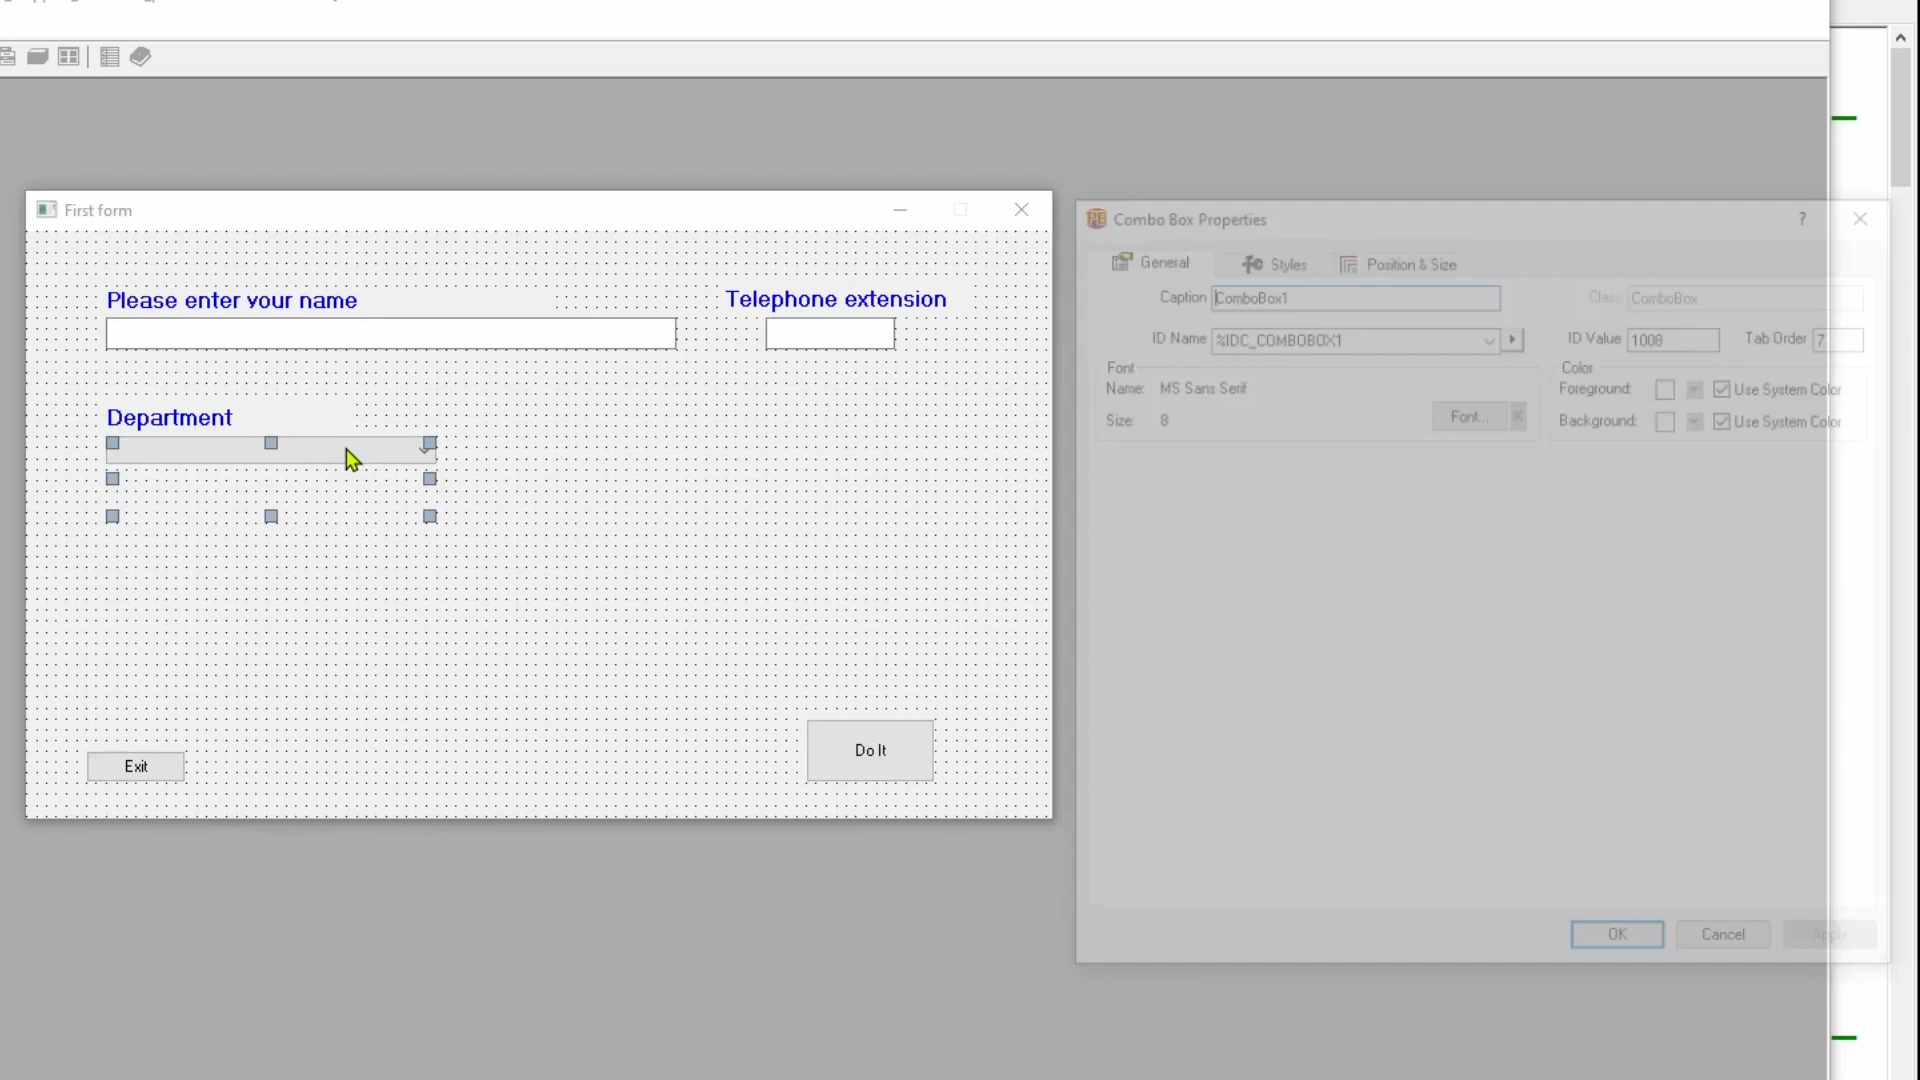 First form
Please enter your name
Telephone extension
Department
Exit
Do It
Combo Box Properties
?
General
Styles
Position & Size
Caption
ComboBox1
Class
ComboBox
ID Name
%IDC_COMBOBOX1
ID Value
1008
Tab Order
7
Font
Name: MS Sans Serif
Size: 8
Font...
Color
Foreground:
Use System Color
Background:
Use System Color
OK
Cancel
Apply